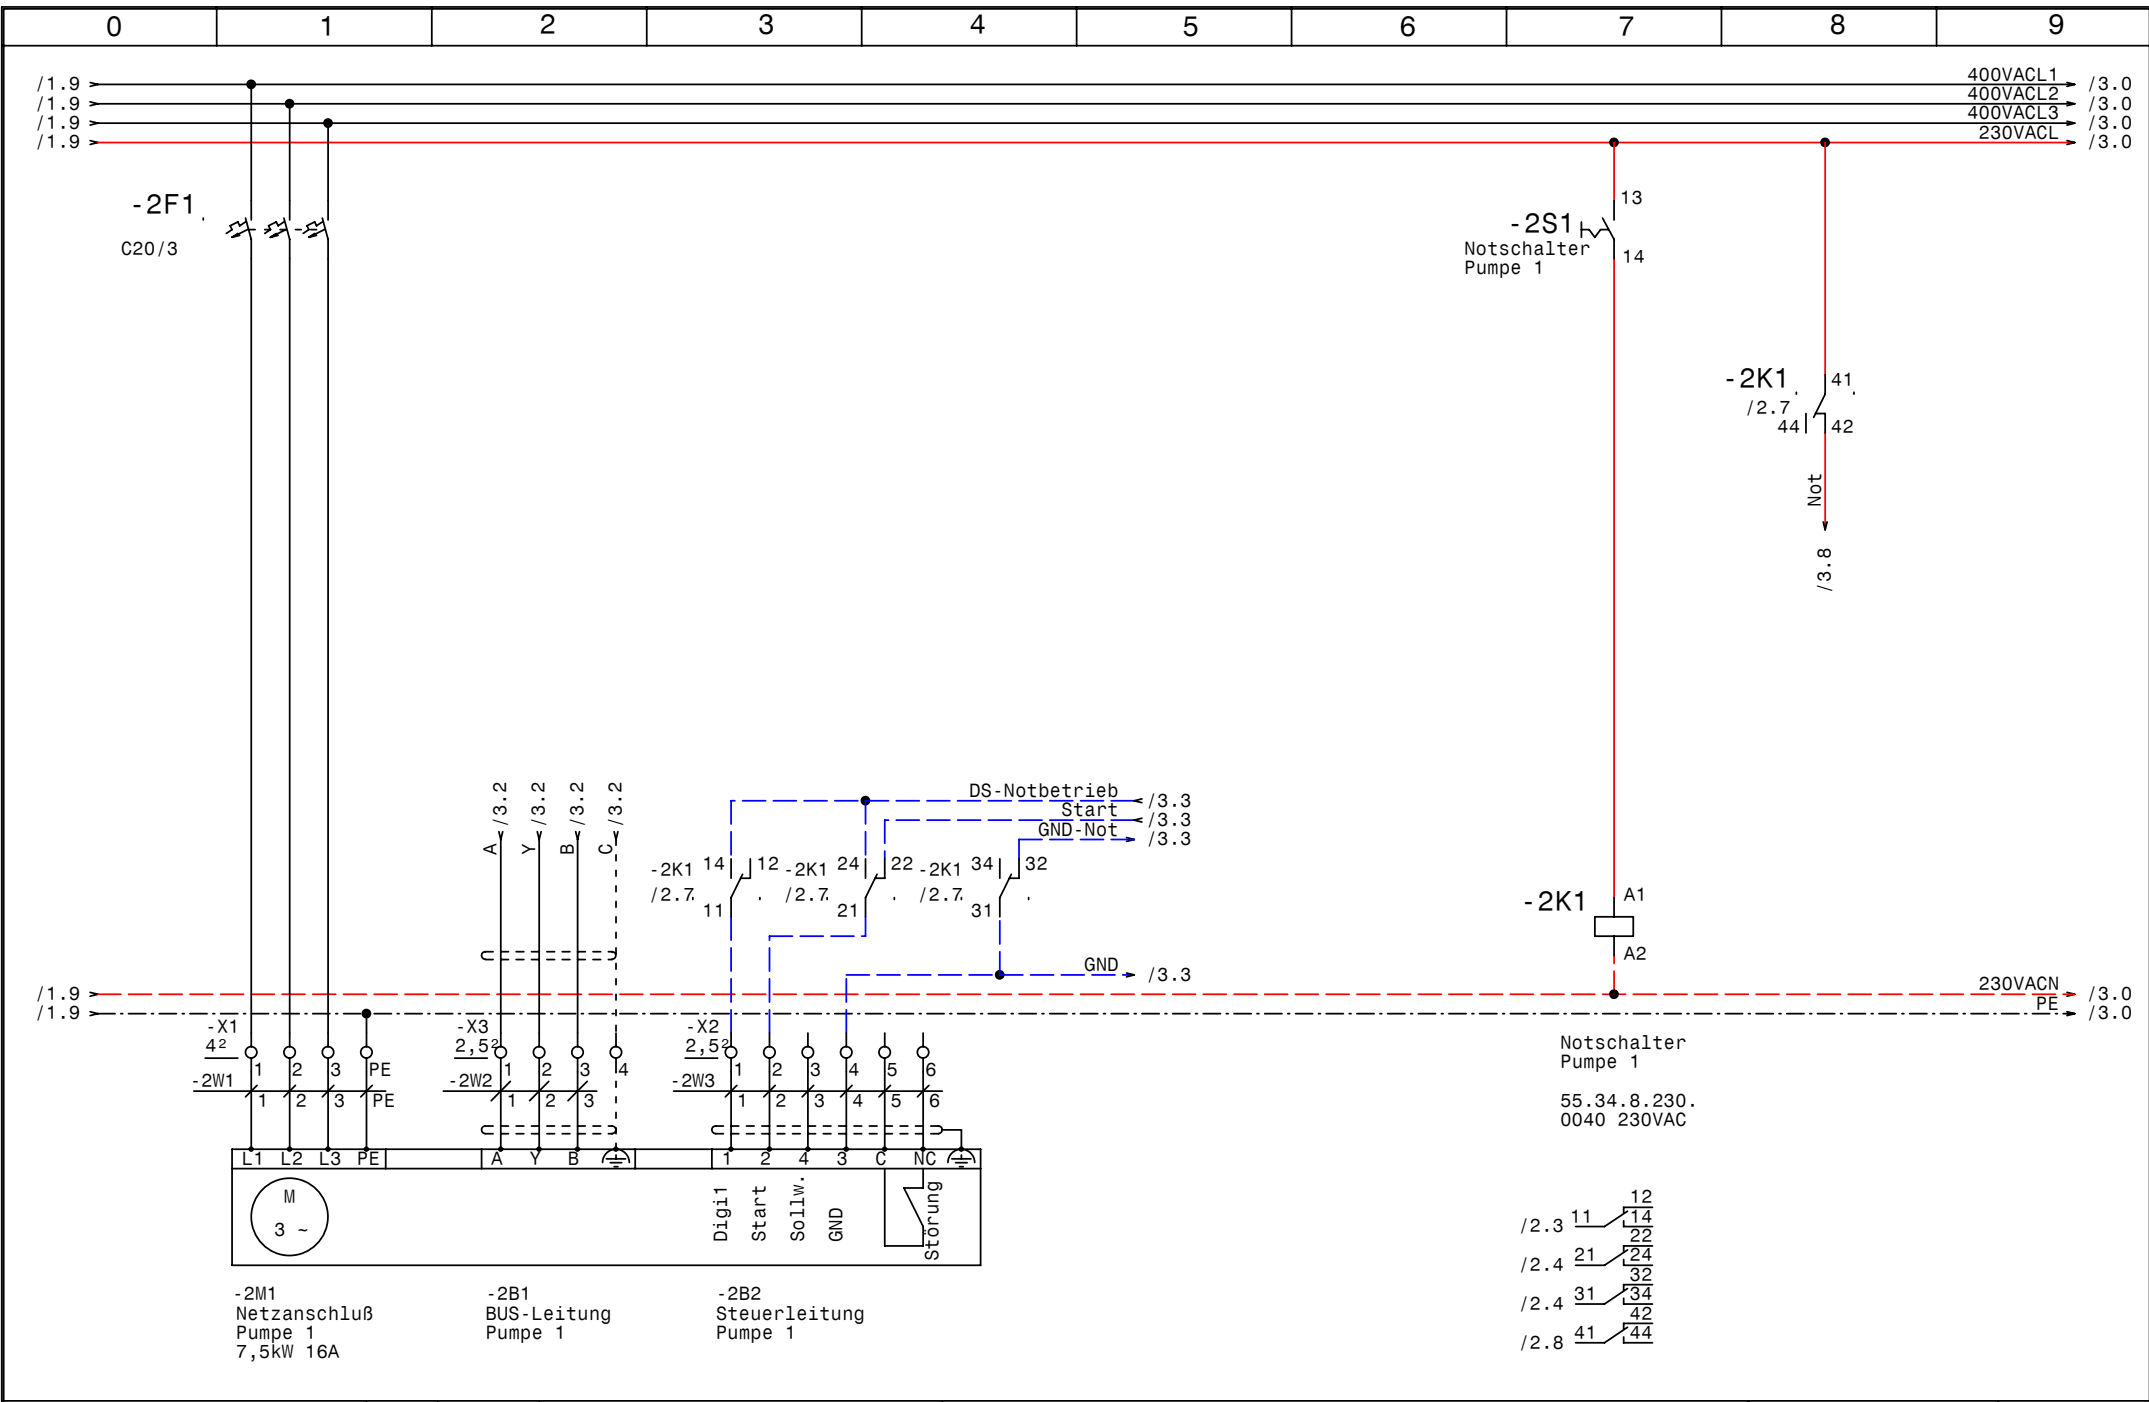 0 1 2 3 4 5 6 7 8 9
/1.9 400VACL1 /3.0
/1.9 400VACL2 /3.0
/1.9 400VACL3 /3.0
/1.9 230VACL /3.0
-2F1
C20/3
13
-2S1
Notschalter
Pumpe 1
14
-2K1 41
/2.7
44 42
Not
/3.8
/3.2 /3.2 /3.2 /3.2
A Y B C
DS-Notbetrieb /3.3
Start /3.3
GND-Not /3.3
-2K1 14 12 -2K1 24 22 -2K1 34 32
/2.7 /2.7 /2.7
11 21 31
-2K1 A1
A2
GND /3.3
/1.9 230VACN /3.0
/1.9 PE /3.0
-X1 -X3 -X2
4² 2,5² 2,5²
1 2 3 PE 1 2 3 4 1 2 3 4 5 6
-2W1 -2W2 -2W3
1 2 3 PE 1 2 3 1 2 3 4 5 6
L1 L2 L3 PE A Y B 1 2 4 3 C NC
M
3 ~
Digi1
Start
Sollw.
GND
Störung
-2M1
Netzanschluß
Pumpe 1
7,5kW 16A
-2B1
BUS-Leitung
Pumpe 1
-2B2
Steuerleitung
Pumpe 1
Notschalter
Pumpe 1
55.34.8.230.
0040 230VAC
12
/2.3 11 14
22
/2.4 21 24
32
/2.4 31 34
42
/2.8 41 44